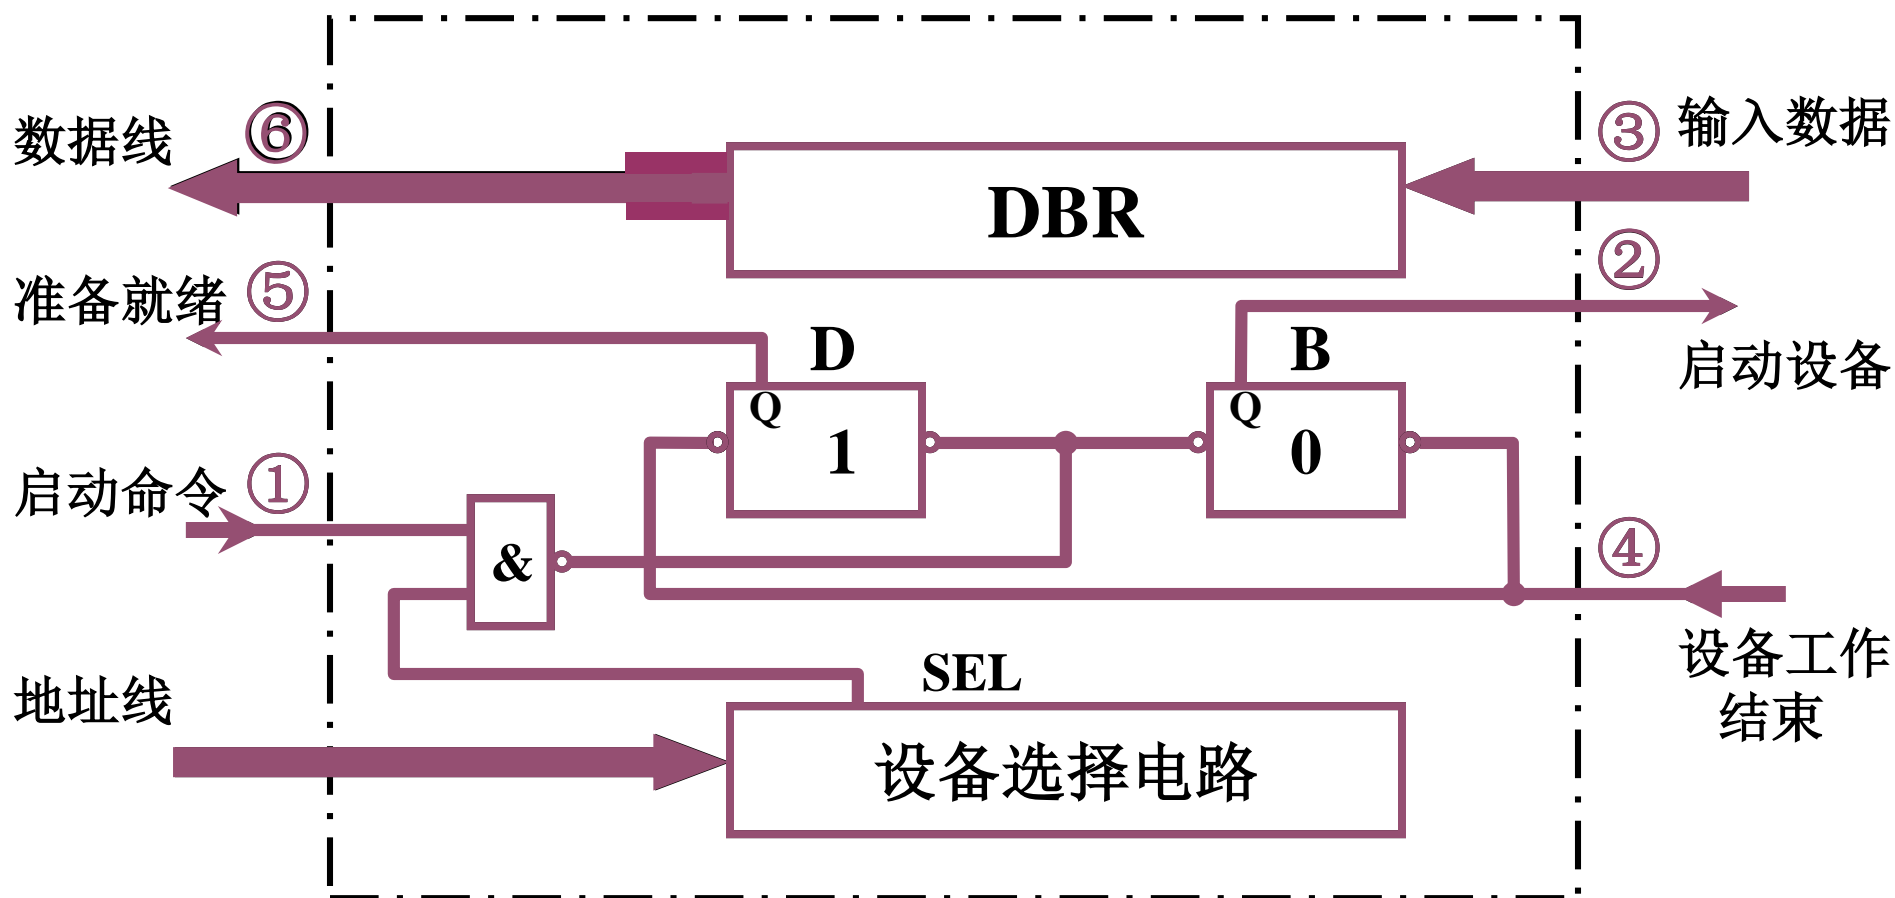 数据线 ⑥
③ 输入数据
DBR
②
准备就绪 ⑤
D
B
启动设备
Q
1
Q
0
启动命令 ①
&
④
设备工作
结束
SEL
地址线
设备选择电路